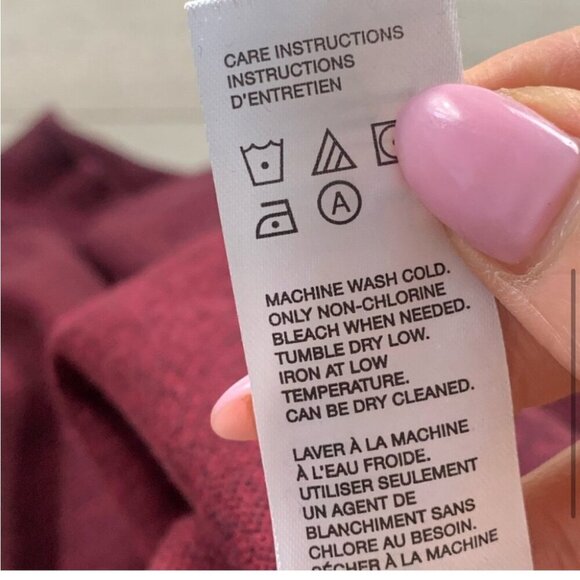 CARE INSTRUCTIONS
INSTRUCTIONS
D'ENTRETIEN
A
MACHINE WASH COLD.
ONLY NON-CHLORINE
BLEACH WHEN NEEDED.
TUMBLE DRY LOW.
IRON AT LOW
TEMPERATURE.
CAN BE DRY CLEANED.
LAVER À LA MACHINE
À L'EAU FROIDE.
UTILISER SEULEMENT
UN AGENT DE
BLANCHIMENT SANS
CHLORE AU BESOIN.
SÉCHER À LA MACHINE